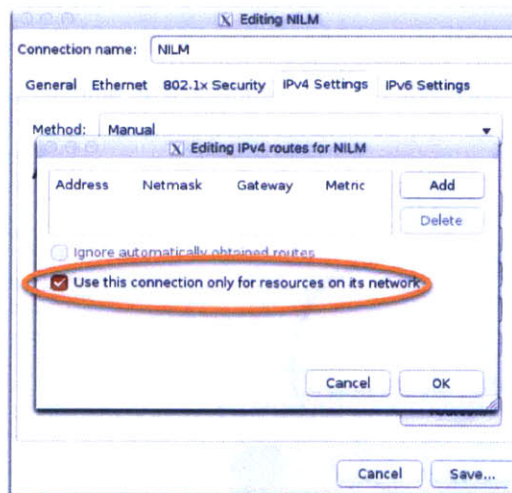 Editing NILM
Connection name: NILM
General Ethernet 802.1x Security IPv4 Settings IPv6 Settings
Method: Manual
Editing IPv4 routes for NILM
Address Netmask Gateway Metric Add
Delete
Ignore automatically obtained routes
Use this connection only for resources on its network
Cancel OK
Cancel Save...